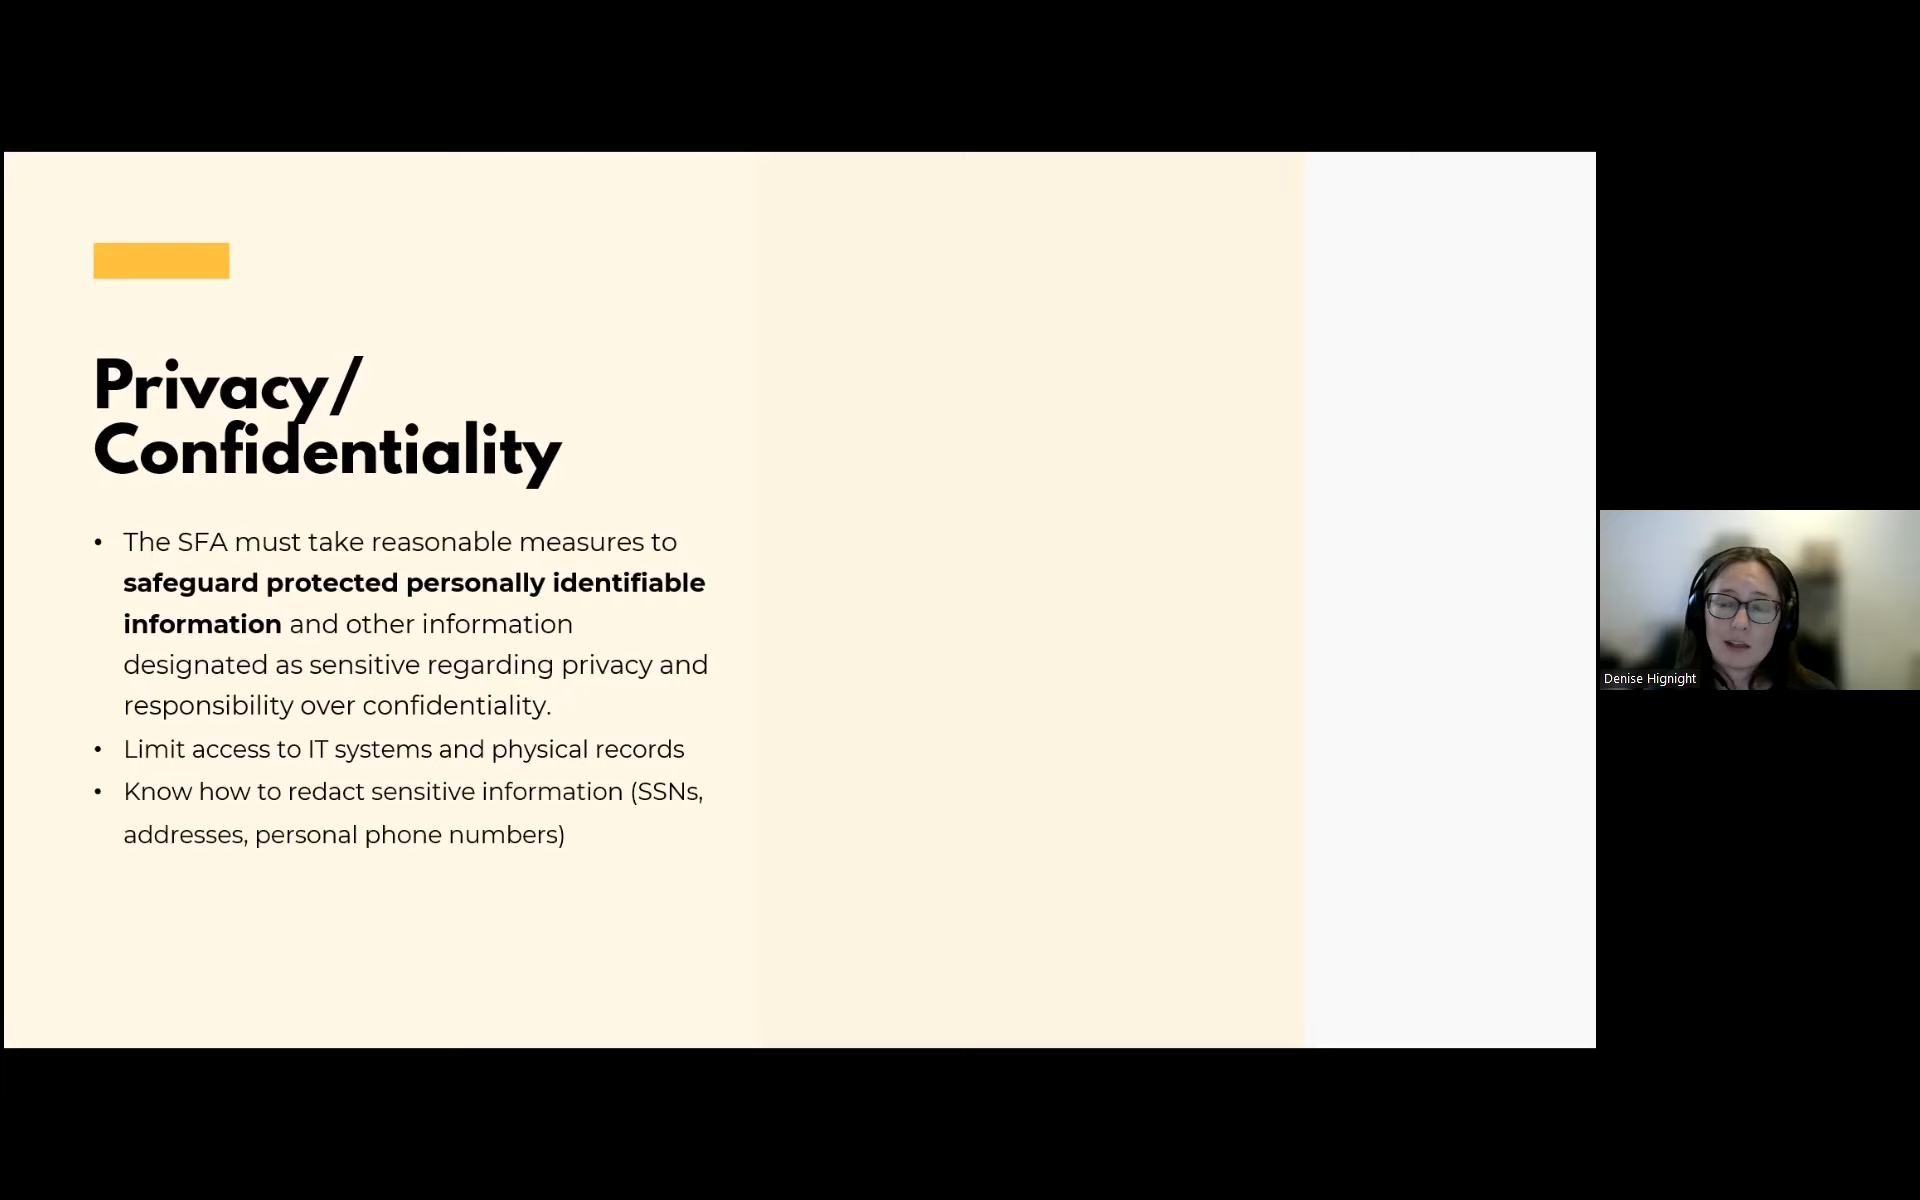 Privacy/
Confidentiality
• The SFA must take reasonable measures to
safeguard protected personally identifiable
information and other information
designated as sensitive regarding privacy and
responsibility over confidentiality.
• Limit access to IT systems and physical records
• Know how to redact sensitive information (SSNs,
addresses, personal phone numbers)
Denise Hignight